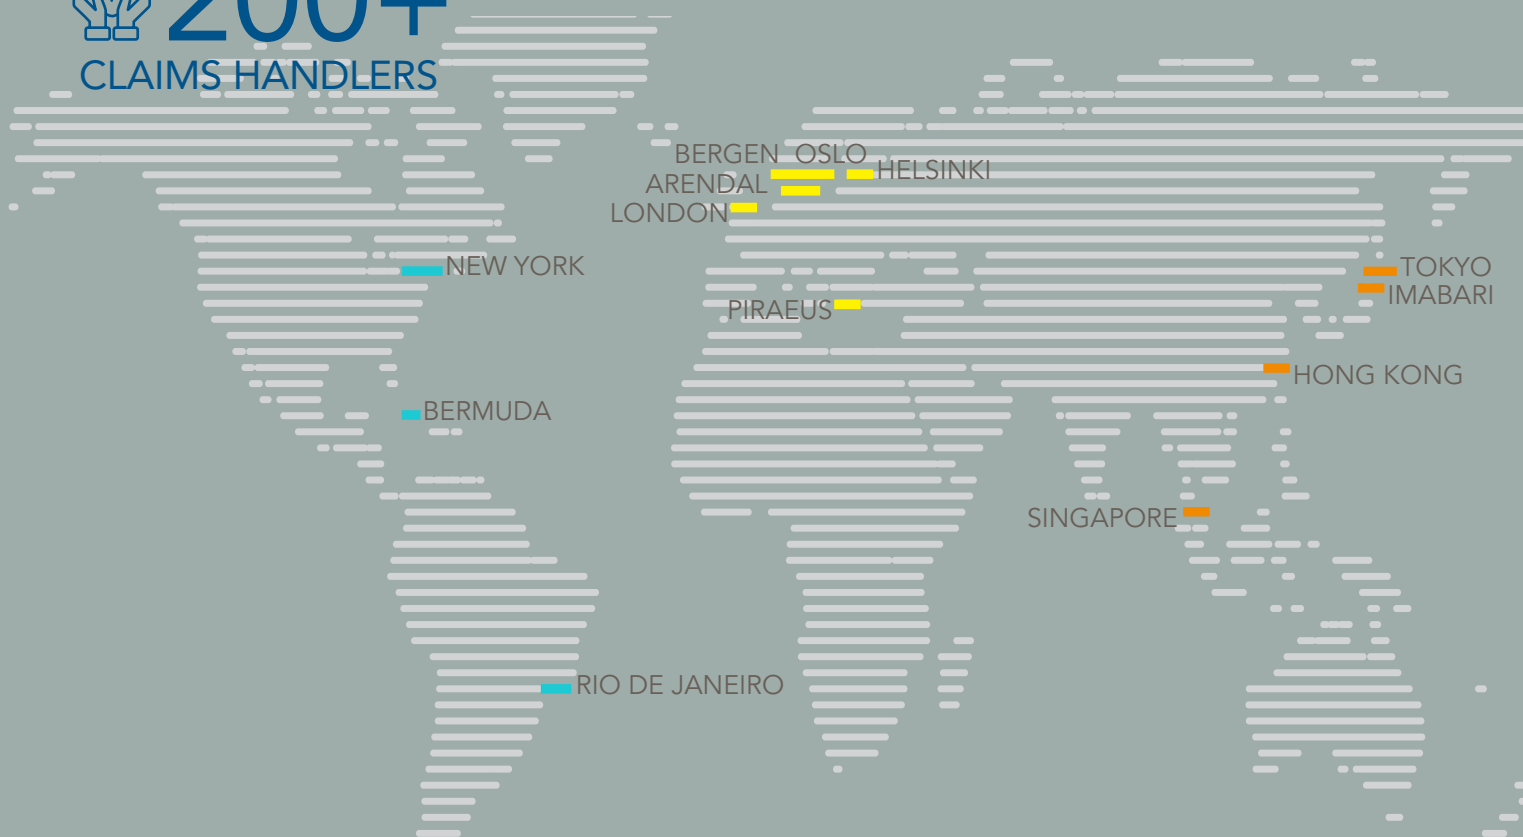 200+
CLAIMS HANDLERS
BERGEN OSLO
HELSINKI
ARENDAL
LONDON
NEW YORK
TOKYO
IMABARI
PIRAEUS
HONG KONG
BERMUDA
SINGAPORE
RIO DE JANEIRO